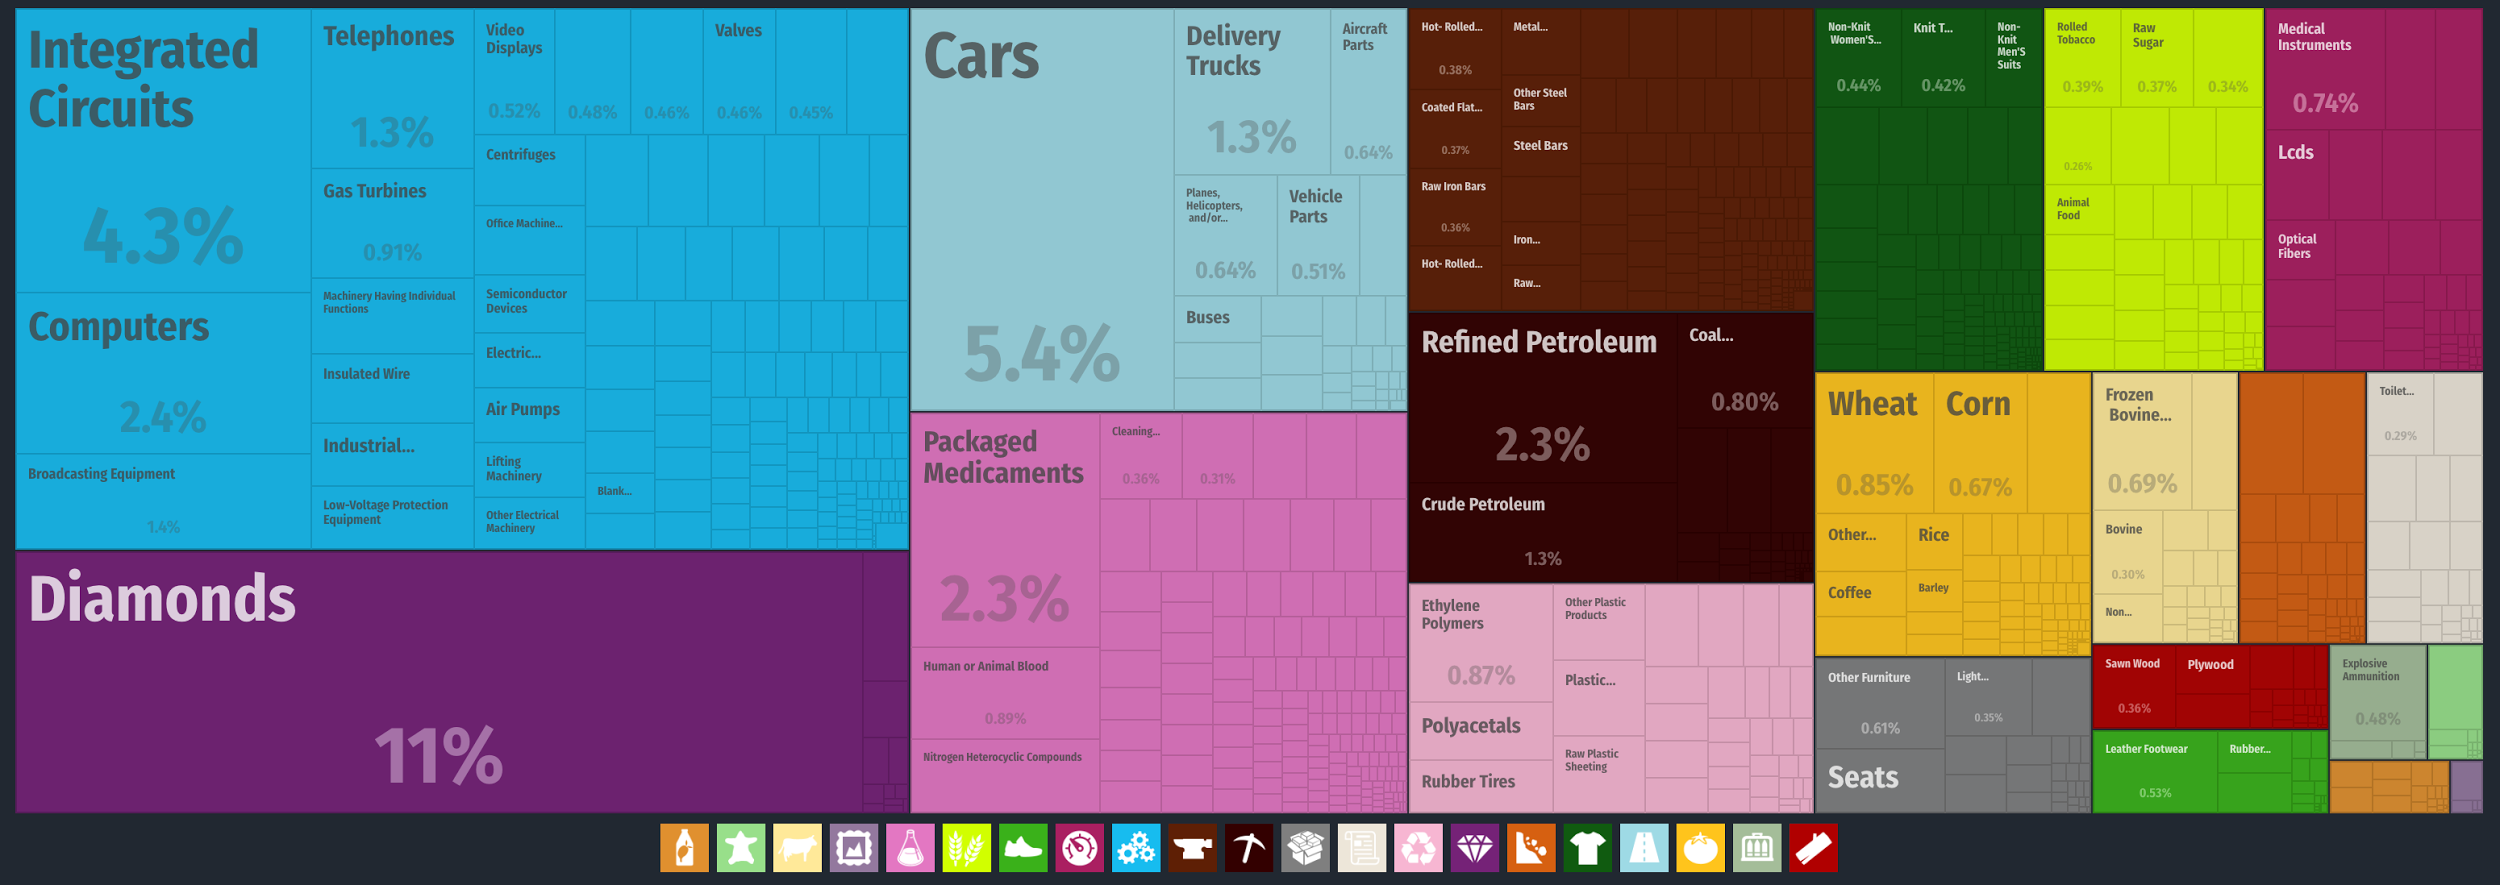 Integrated
Circuits
4.3%
Computers
2.4%
Broadcasting Equipment
1.4%
Telephones
1.3%
Gas Turbines
0.91%
Machinery Having Individual
Functions
Insulated Wire
Industrial...
Low-Voltage Protection
Equipment
Video
Displays
0.52%
0.48%
0.46%
Valves
0.46%
0.45%
Centrifuges
Office Machine...
Semiconductor
Devices
Electric...
Air Pumps
Lifting
Machinery
Other Electrical
Machinery
Blank...
Diamonds
11%
Cars
5.4%
Delivery
Trucks
1.3%
Aircraft
Parts
0.64%
Planes,
Helicopters,
and/or...
0.64%
Vehicle
Parts
0.51%
Buses
Packaged
Medicaments
2.3%
Human or Animal Blood
0.89%
Nitrogen Heterocyclic Compounds
Cleaning...
0.36%
0.31%
Hot- Rolled...
0.38%
Coated Flat...
0.37%
Raw Iron Bars
0.36%
Hot- Rolled...
Metal...
Other Steel
Bars
Steel Bars
Iron...
Raw...
Refined Petroleum
2.3%
Coal...
0.80%
Crude Petroleum
1.3%
Ethylene
Polymers
0.87%
Polyacetals
Rubber Tires
Other Plastic
Products
Plastic...
Raw Plastic
Sheeting
Non-Knit
Women'S...
0.44%
Knit T...
0.42%
Non-
Knit
Men'S
Suits
Rolled
Tobacco
0.39%
Raw
Sugar
0.37%
0.34%
0.26%
Animal
Food
Medical
Instruments
0.74%
Lcds
Optical
Fibers
Wheat
0.85%
Corn
0.67%
Other...
Rice
Coffee
Barley
Frozen
Bovine...
0.69%
Bovine
0.30%
Non...
Toilet...
0.29%
Other Furniture
0.61%
Light...
0.35%
Seats
Sawn Wood
0.36%
Plywood
Leather Footwear
0.53%
Rubber...
Explosive
Ammunition
0.48%